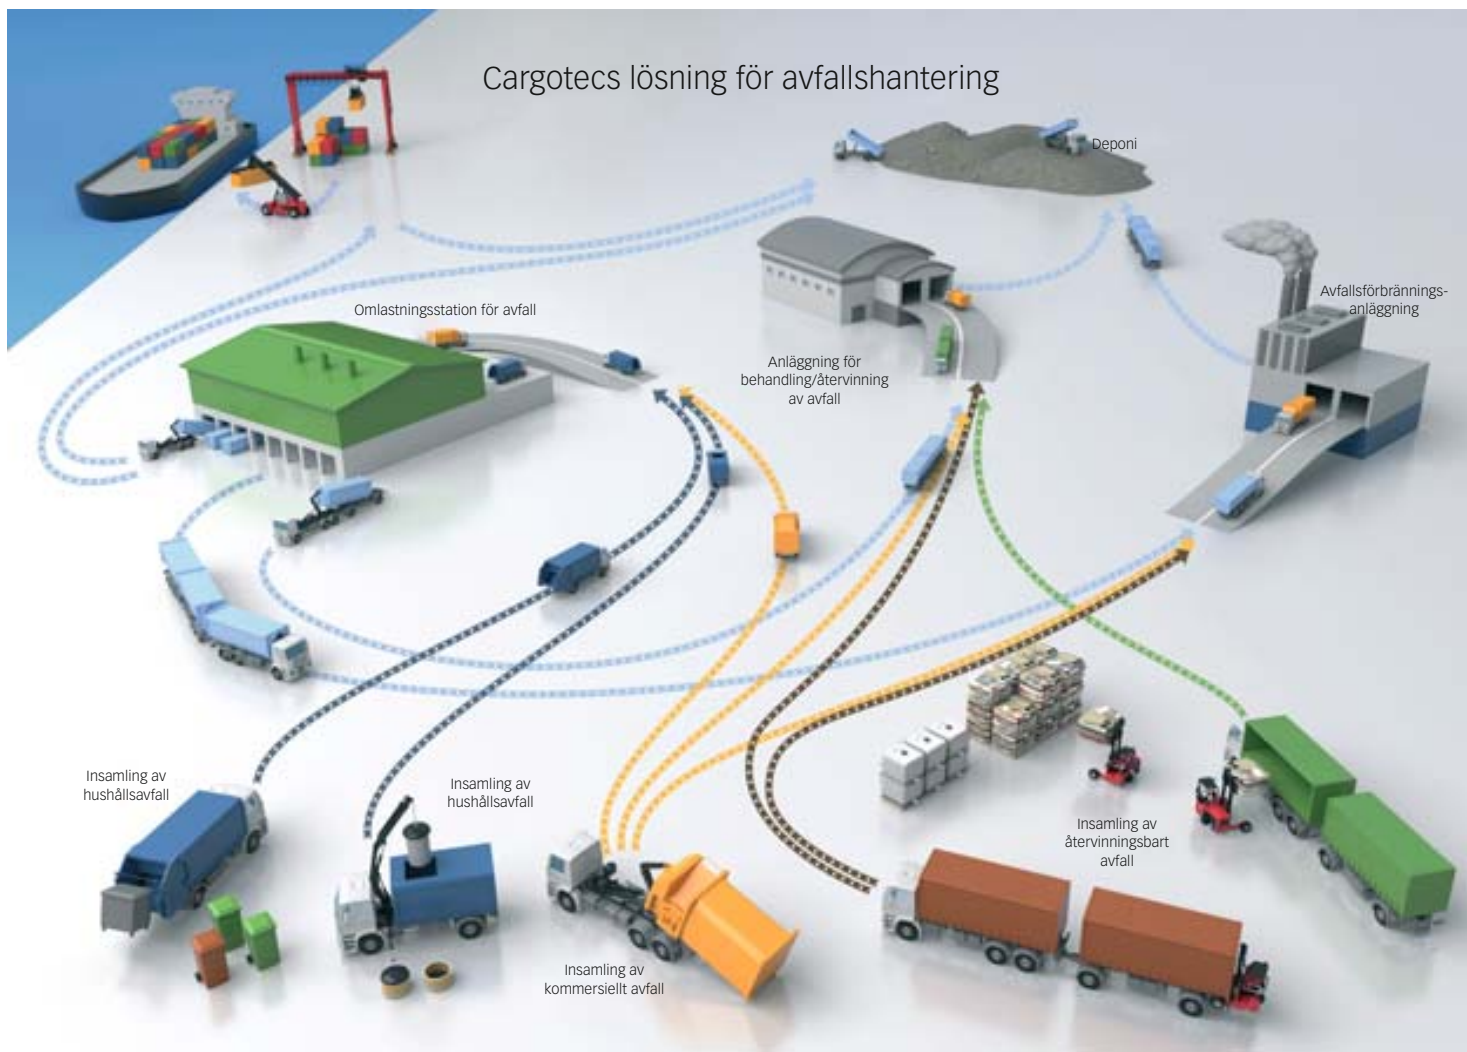 Cargotecs lösning för avfallshantering
Deponi
Avfallsförbrännings-
anläggning
Omlastningsstation för avfall
Anläggning för
behandling/återvinning
av avfall
Insamling av
hushållsavfall
Insamling av
hushållsavfall
Insamling av
återvinningsbart
avfall
Insamling av
kommersiellt avfall